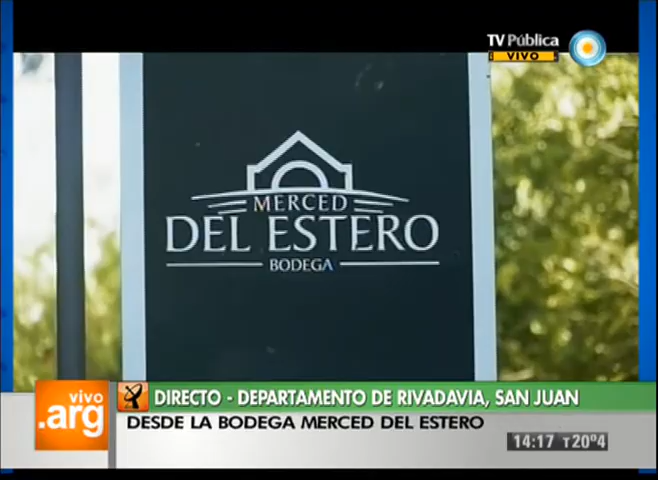 TV Pública
VIVO
MERCED
DEL ESTERO
BODEGA
vivo
.arg
DIRECTO - DEPARTAMENTO DE RIVADAVIA, SAN JUAN
DESDE LA BODEGA MERCED DEL ESTERO
14:17 T20°4